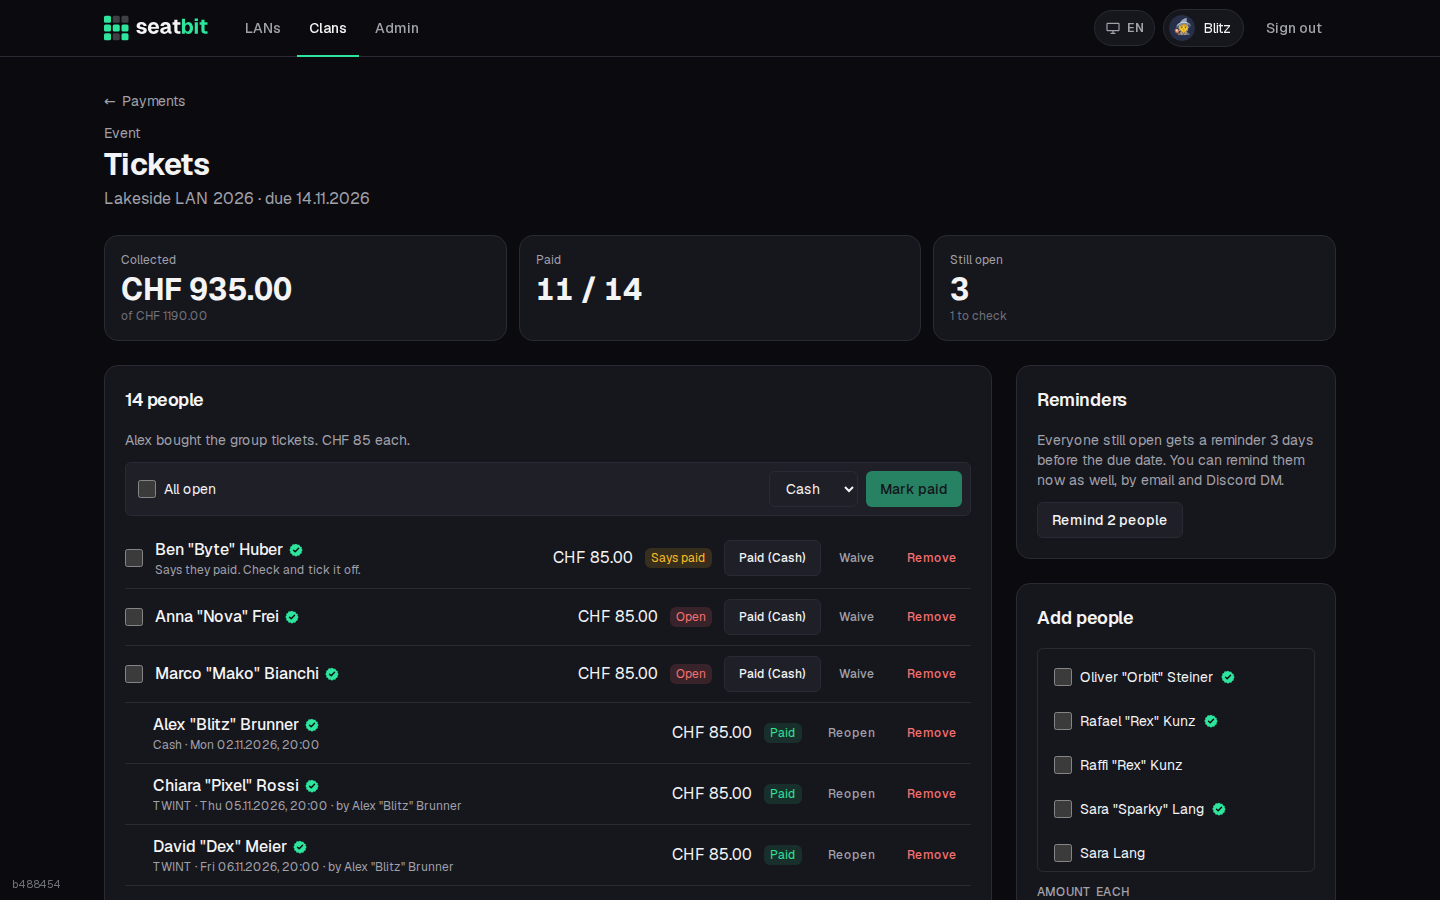 seatbit
LANs
Clans
Admin
EN
Blitz
Sign out
← Payments
Event
Tickets
Lakeside LAN 2026 · due 14.11.2026
Collected
CHF 935.00
of CHF 1190.00
Paid
11 / 14
Still open
3
1 to check
14 people
Alex bought the group tickets. CHF 85 each.
All open
Cash
Mark paid
Ben "Byte" Huber
Says they paid. Check and tick it off.
CHF 85.00
Says paid
Paid (Cash)
Waive
Remove
Anna "Nova" Frei
CHF 85.00
Open
Paid (Cash)
Waive
Remove
Marco "Mako" Bianchi
CHF 85.00
Open
Paid (Cash)
Waive
Remove
Alex "Blitz" Brunner
Cash · Mon 02.11.2026, 20:00
CHF 85.00
Paid
Reopen
Remove
Chiara "Pixel" Rossi
TWINT · Thu 05.11.2026, 20:00 · by Alex "Blitz" Brunner
CHF 85.00
Paid
Reopen
Remove
David "Dex" Meier
TWINT · Fri 06.11.2026, 20:00 · by Alex "Blitz" Brunner
CHF 85.00
Paid
Reopen
Remove
Reminders
Everyone still open gets a reminder 3 days
before the due date. You can remind them
now as well, by email and Discord DM.
Remind 2 people
Add people
Oliver "Orbit" Steiner
Rafael "Rex" Kunz
Raffi "Rex" Kunz
Sara "Sparky" Lang
Sara Lang
AMOUNT EACH
b488454